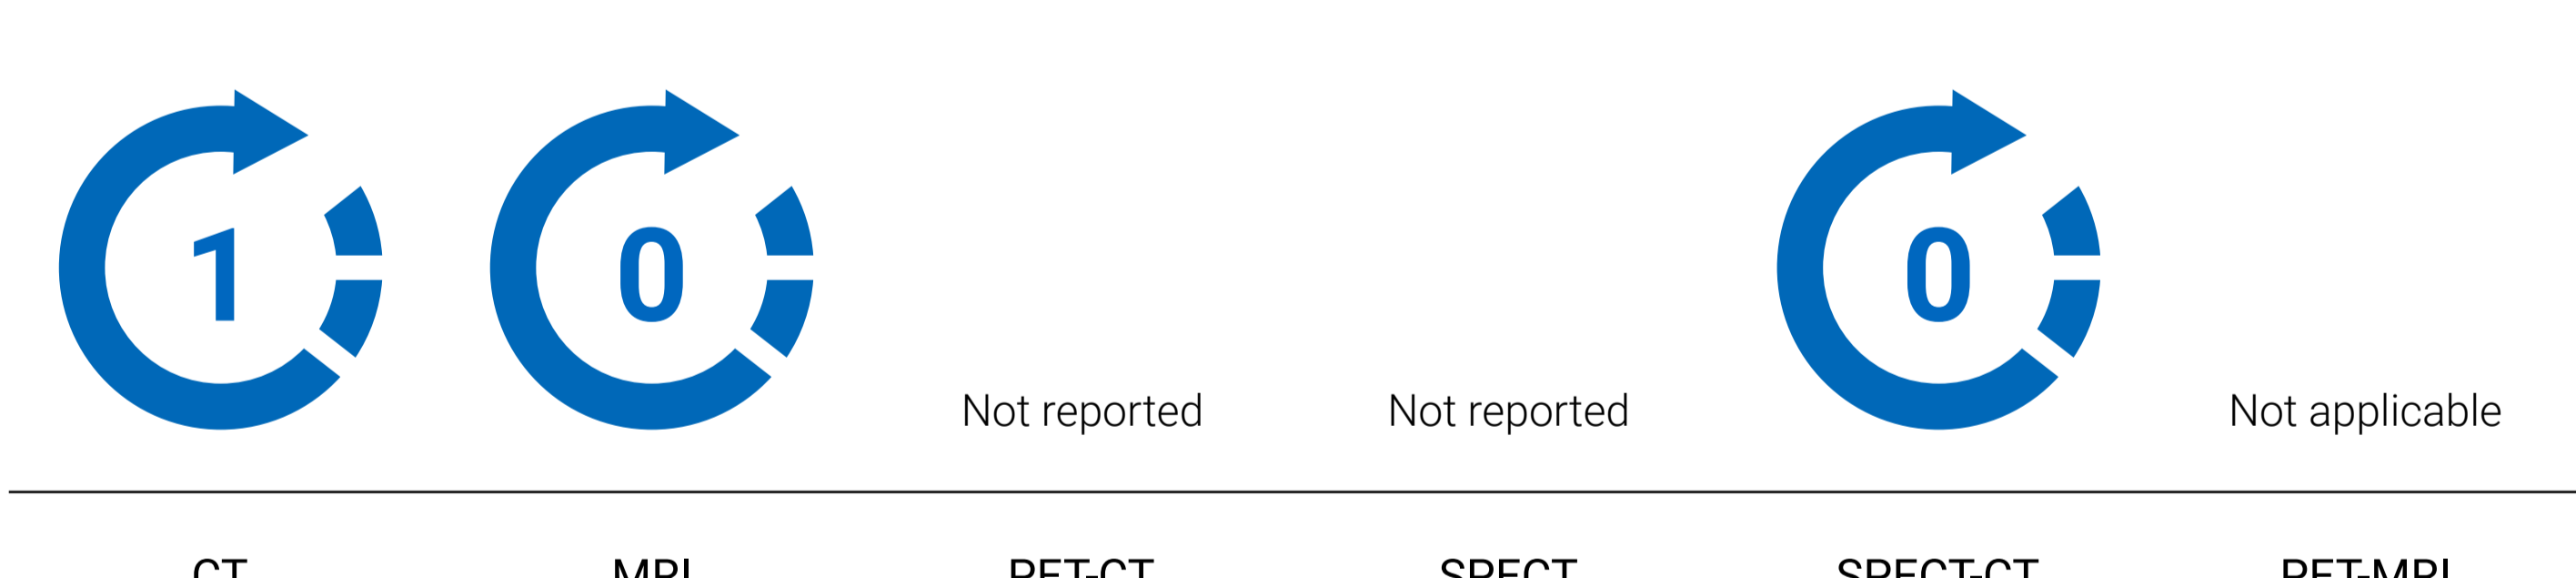 1 0 0
Not reported Not reported Not applicable
CT MRI PET-CT SPECT SPECT-CT PET-MRI